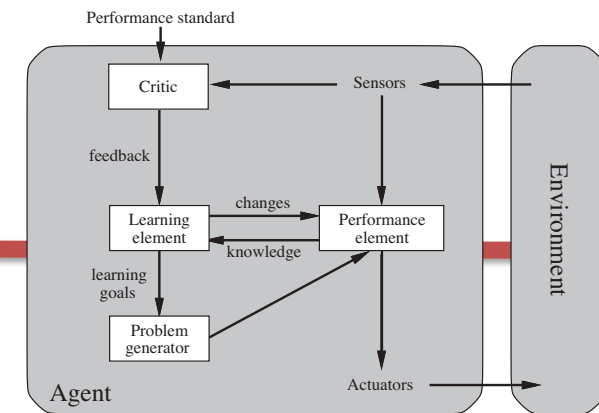 Performance standard
Critic
Sensors
feedback
changes
Learning
element
Performance
element
knowledge
learning
goals
Problem
generator
Agent
Actuators
Environment